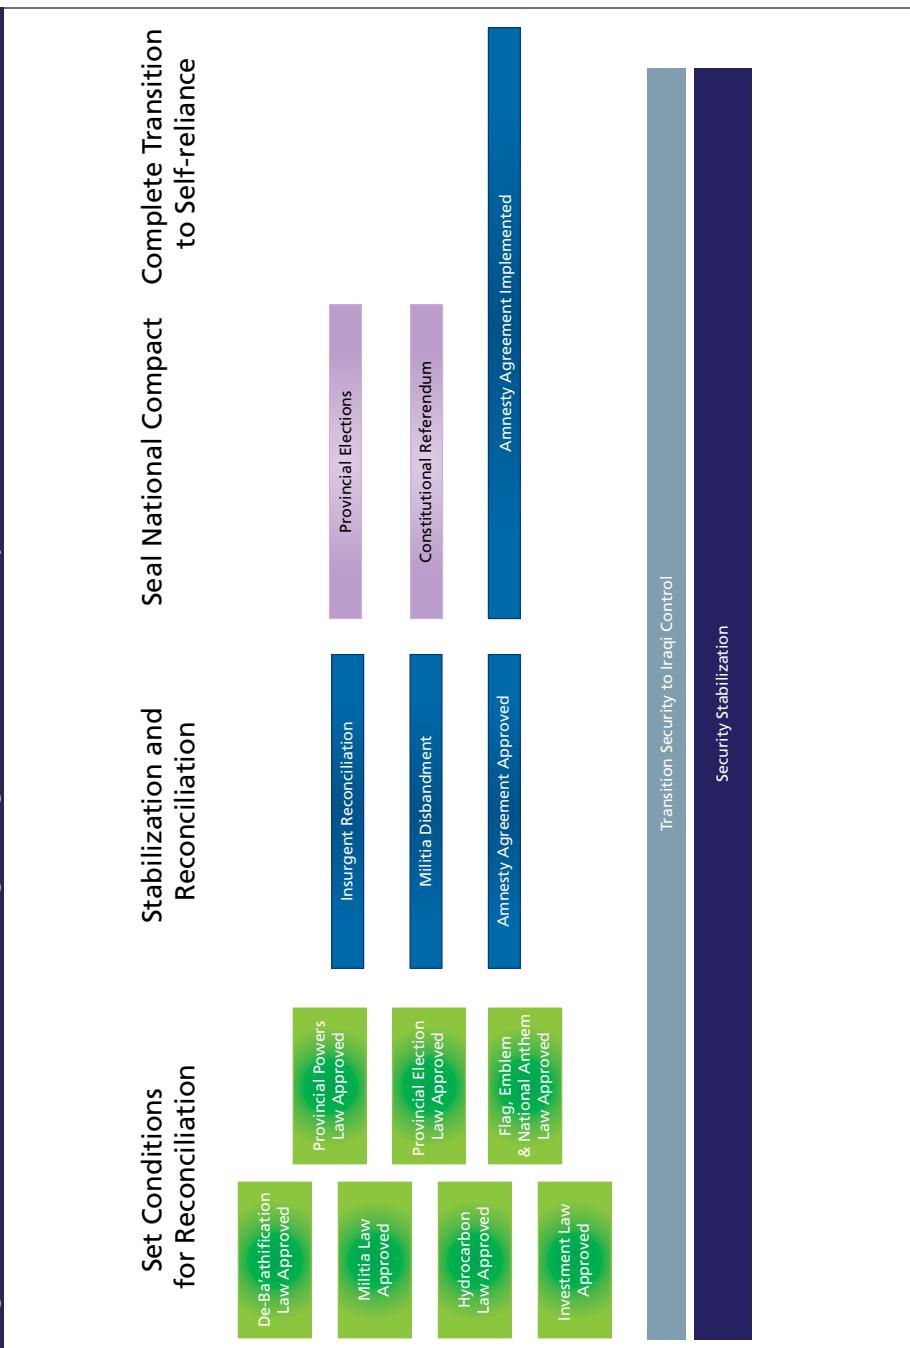 Set Conditions
for Reconciliation
Stabilization and
Reconciliation
Seal National Compact
Complete Transition
to Self-reliance
De-Ba’athification
Law Approved
Militia Law
Approved
Hydrocarbon
Law Approved
Investment Law
Approved
Provincial Powers
Law Approved
Provincial Election
Law Approved
Flag, Emblem
& National Anthem
Law Approved
Insurgent Reconciliation
Militia Disbandment
Amnesty Agreement Approved
Provincial Elections
Constitutional Referendum
Amnesty Agreement Implemented
Transition Security to Iraqi Control
Security Stabilization